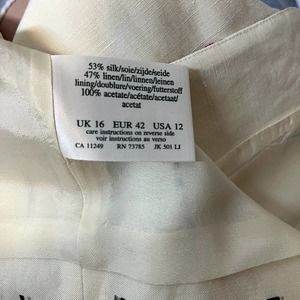 53% silk/soie/zijde/seide
47% linen/lin/linnen/leinen
lining/doublure/voering/futterstoff
100% acetate/acétate/acetaat/
acetat
UK 16 EUR 42 USA 12
care instructions on reverse side
voir instructions au verso
CA 11249 RN 73785 JK 501 LI